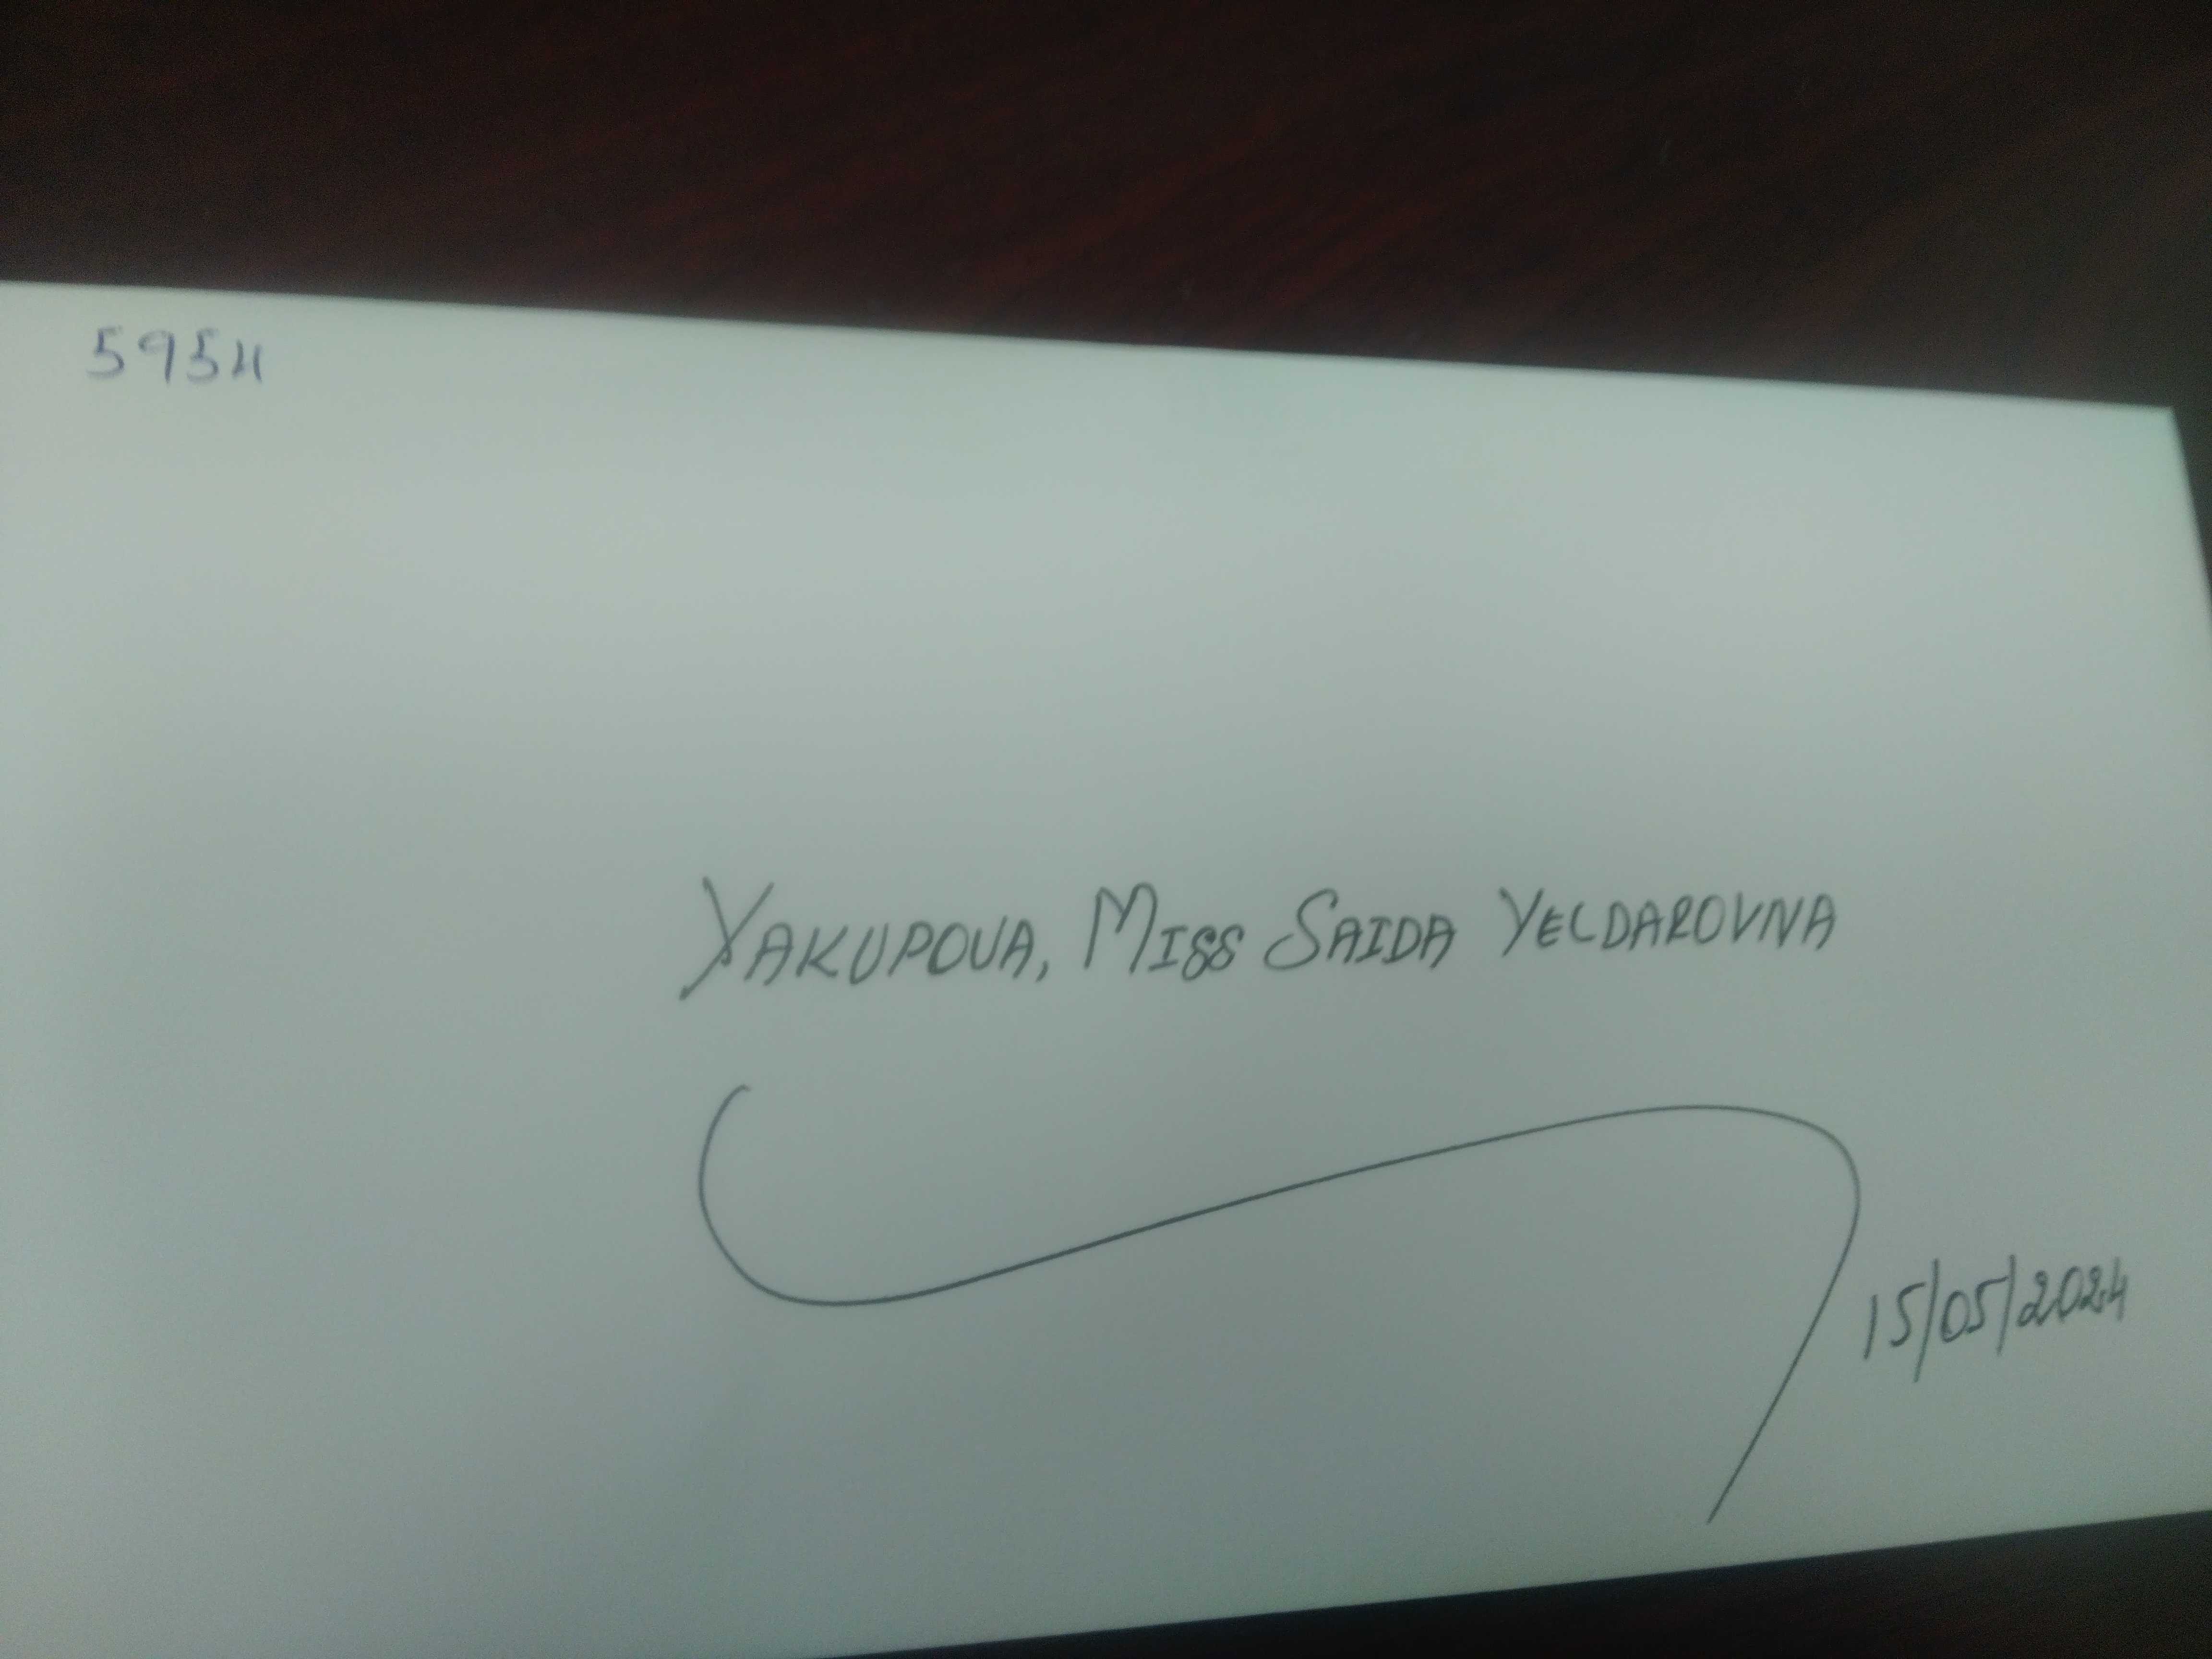 5954
YAKUPOVA, MISS SAIDA YELDAROVNA
15/05/2024